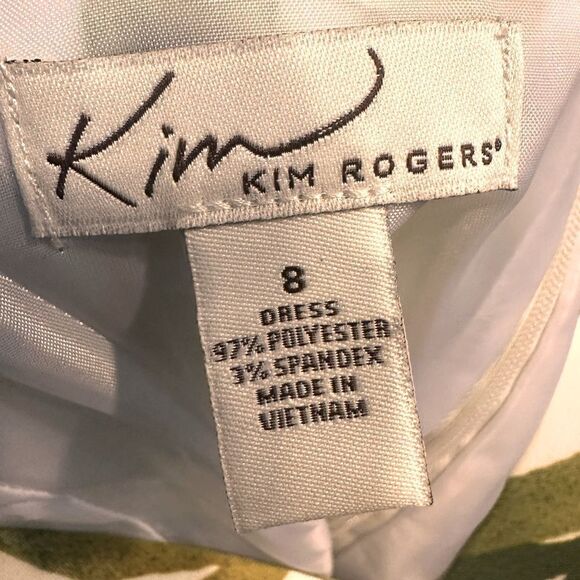 Kim
KIM ROGERS®
8
DRESS
97% POLYESTER
3% SPANDEX
MADE IN
VIETNAM